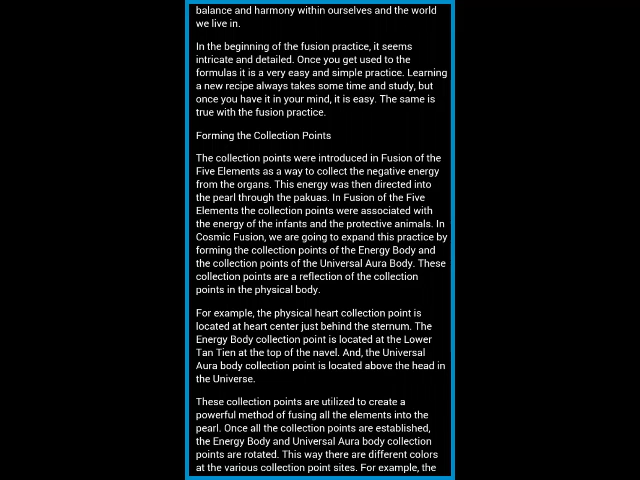 balance and harmony within ourselves and the world
we live in.
In the beginning of the fusion practice, it seems
intricate and detailed. Once you get used to the
formulas it is a very easy and simple practice. Learning
a new recipe always takes some time and study, but
once you have it in your mind, it is easy. The same is
true with the fusion practice.
Forming the Collection Points
The collection points were introduced in Fusion of the
Five Elements as a way to collect the negative energy
from the organs. This energy was then directed into
the pearl through the pakuas. In Fusion of the Five
Elements the collection points were associated with
the energy of the infants and the protective animals. In
Cosmic Fusion, we are going to expand this practice by
forming the collection points of the Energy Body and
the collection points of the Universal Aura Body. These
collection points are a reflection of the collection
points in the physical body.
For example, the physical heart collection point is
located at heart center just behind the sternum. The
Energy Body collection point is located at the Lower
Tan Tien at the top of the navel. And, the Universal
Aura body collection point is located above the head in
the Universe.
These collection points are utilized to create a
powerful method of fusing all the elements into the
pearl. Once all the collection points are established,
the Energy Body and Universal Aura body collection
points are rotated. This way there are different colors
at the various collection point sites. For example, the